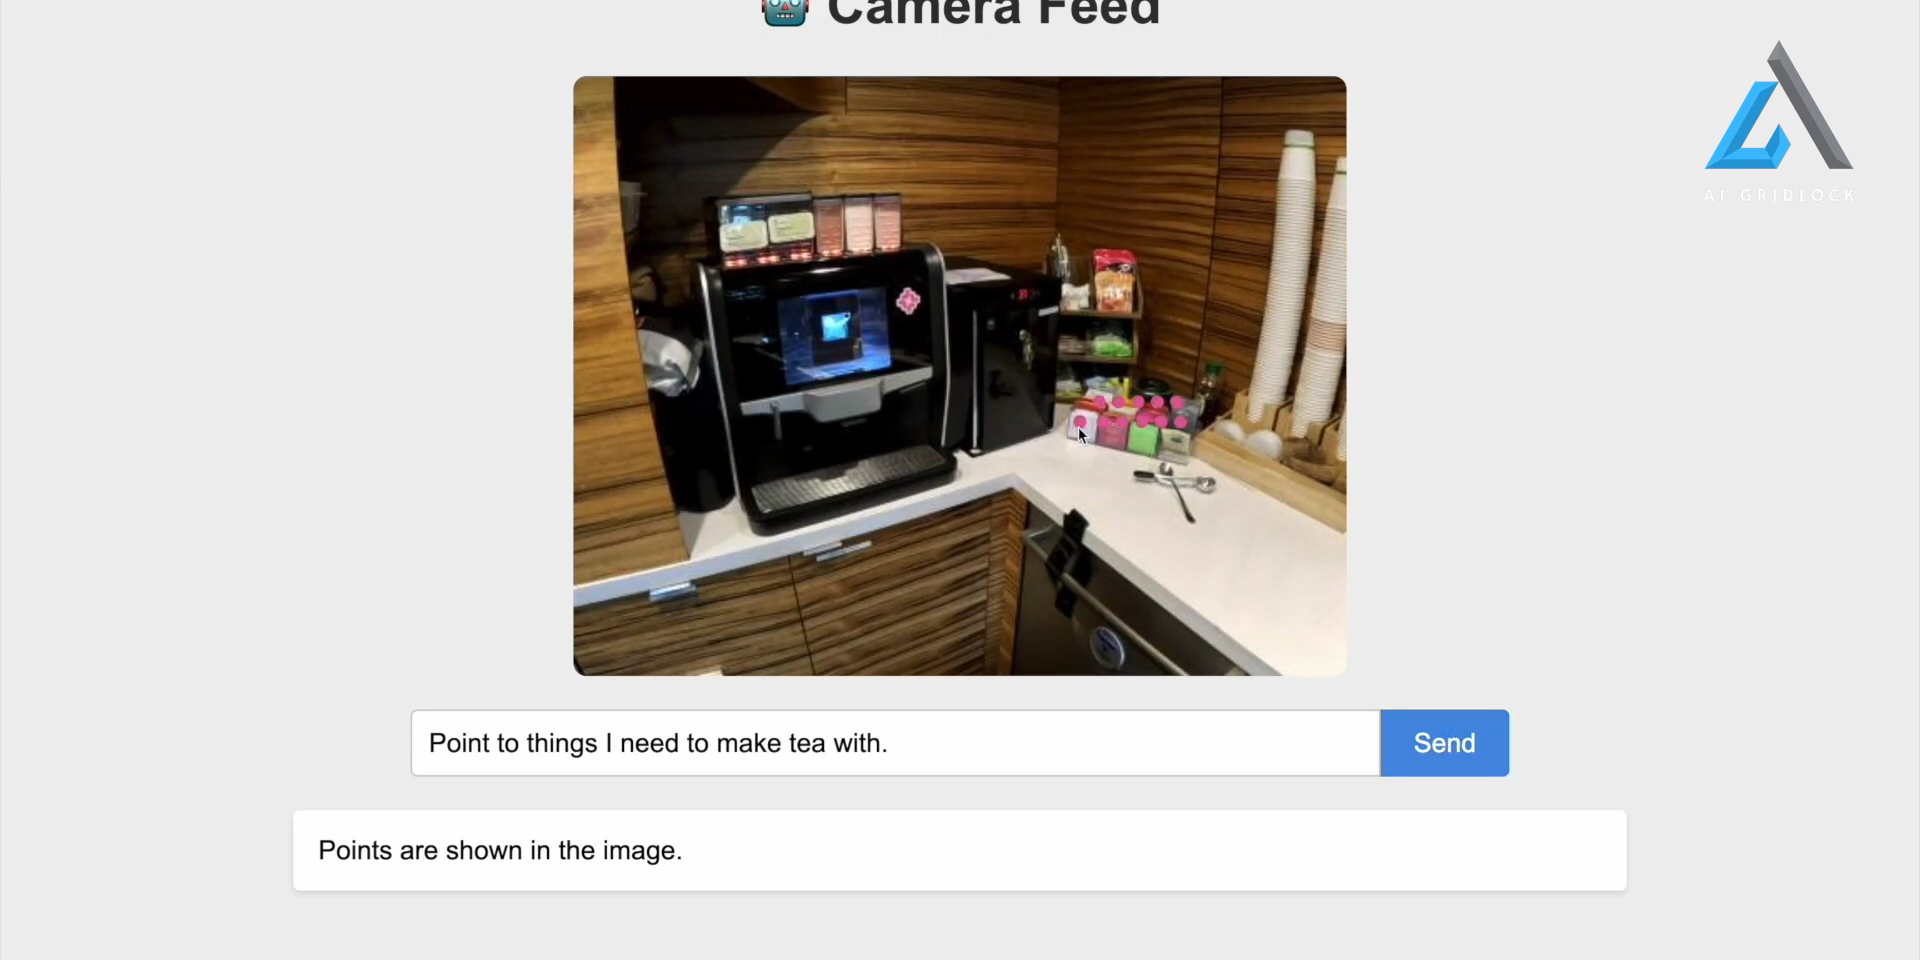 Camera Feed
AI GRIDLOCK
Point to things I need to make tea with.
Send
Points are shown in the image.